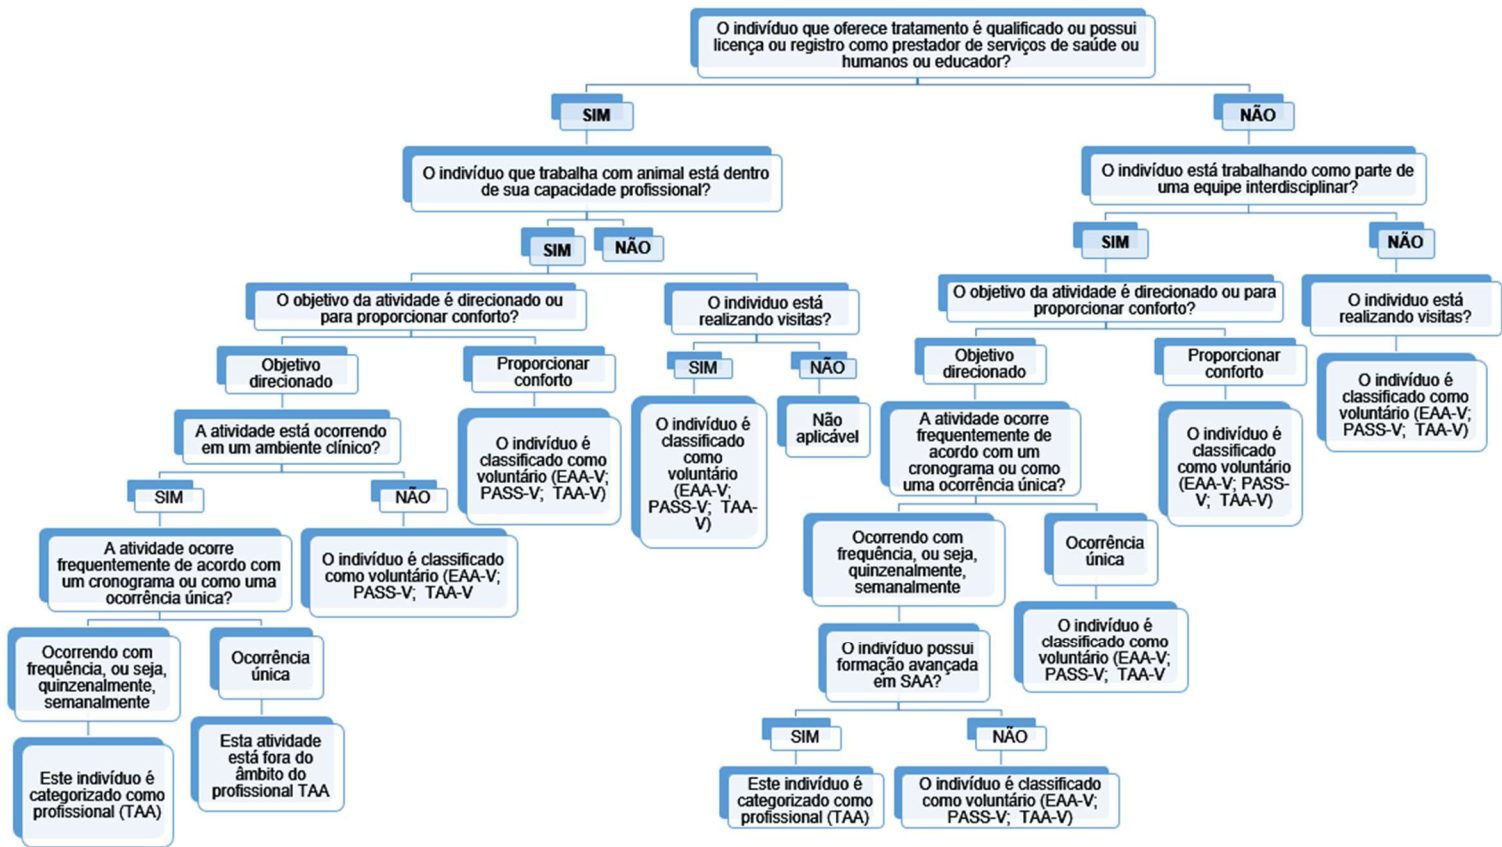 O indivíduo que oferece tratamento é qualificado ou possui
licença ou registro como prestador de serviços de saúde ou
humanos ou educador?
SIM
NÃO
O indivíduo que trabalha com animal está dentro
de sua capacidade profissional?
O indivíduo está trabalhando como parte de
uma equipe interdisciplinar?
SIM
NÃO
SIM
NÃO
O objetivo da atividade é direcionado ou
para proporcionar conforto?
O individuo está
realizando visitas?
O objetivo da atividade é direcionado ou para
proporcionar conforto?
O individuo está
realizando visitas?
Objetivo
direcionado
Proporcionar
conforto
SIM
NÃO
Objetivo
direcionado
Proporcionar
conforto
O indivíduo é
classificado como
voluntário (EAA-V;
PASS-V; TAA-V)
A atividade está ocorrendo
em um ambiente clínico?
O indivíduo é
classificado como
voluntário (EAA-V;
PASS-V; TAA-V)
O indivíduo é
classificado
como
voluntário
(EAA-V;
PASS-V; TAA-
V)
Não
aplicável
A atividade ocorre
frequentemente de
acordo com um
cronograma ou como
uma ocorrência única?
O indivíduo é
classificado
como voluntário
(EAA-V; PASS-
V; TAA-V)
SIM
NÃO
A atividade ocorre
frequentemente de acordo com
um cronograma ou como uma
ocorrência única?
O indivíduo é classificado
como voluntário (EAA-V;
PASS-V; TAA-V
Ocorrendo com
frequência, ou seja,
quinzenalmente,
semanalmente
Ocorrência
única
Ocorrendo com
frequência, ou seja,
quinzenalmente,
semanalmente
Ocorrência
única
O indivíduo possui
formação avançada
em SAA?
O indivíduo é
classificado como
voluntário (EAA-V;
PASS-V; TAA-V
Este indivíduo é
categorizado como
profissional (TAA)
Esta atividade
está fora do
âmbito do
profissional TAA
SIM
NÃO
Este indivíduo é
categorizado como
profissional (TAA)
O indivíduo é classificado
como voluntário (EAA-V;
PASS-V; TAA-V)